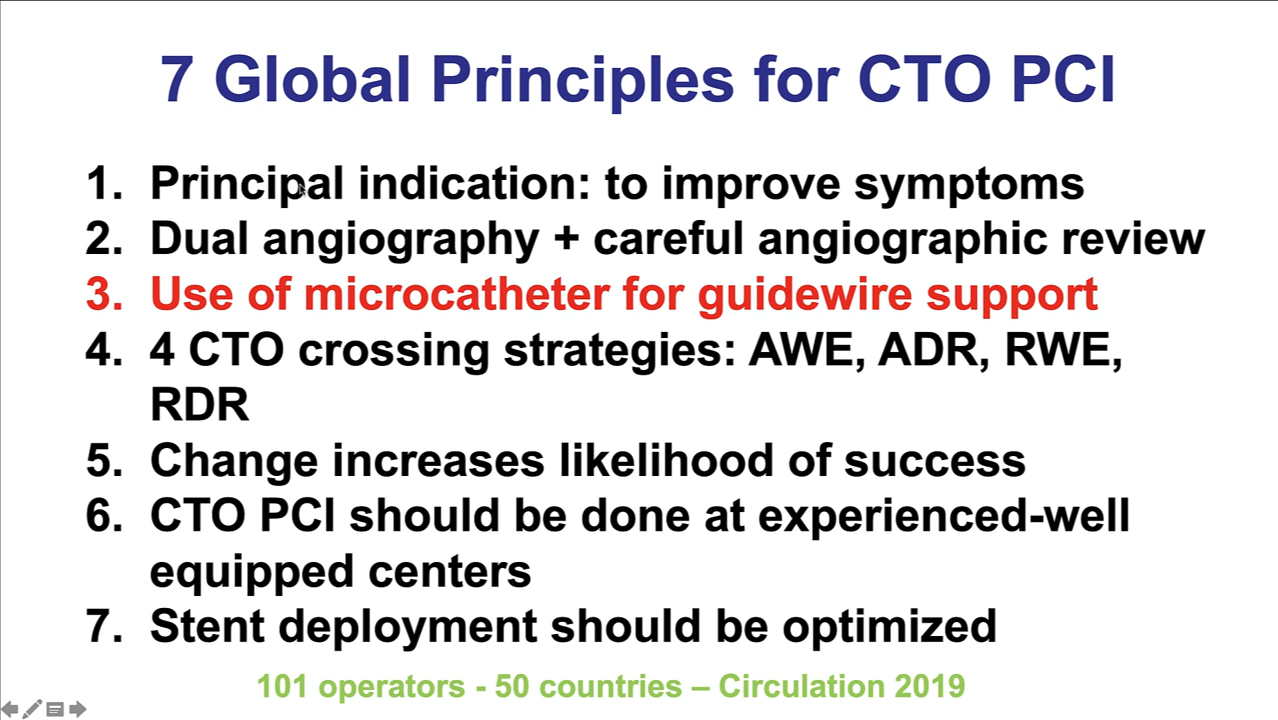 7 Global Principles for CTO PCI
1. Principal indication: to improve symptoms
2. Dual angiography + careful angiographic review
3. Use of microcatheter for guidewire support
4. 4 CTO crossing strategies: AWE, ADR, RWE,
RDR
5. Change increases likelihood of success
6. CTO PCI should be done at experienced-well
equipped centers
7. Stent deployment should be optimized
101 operators - 50 countries – Circulation 2019